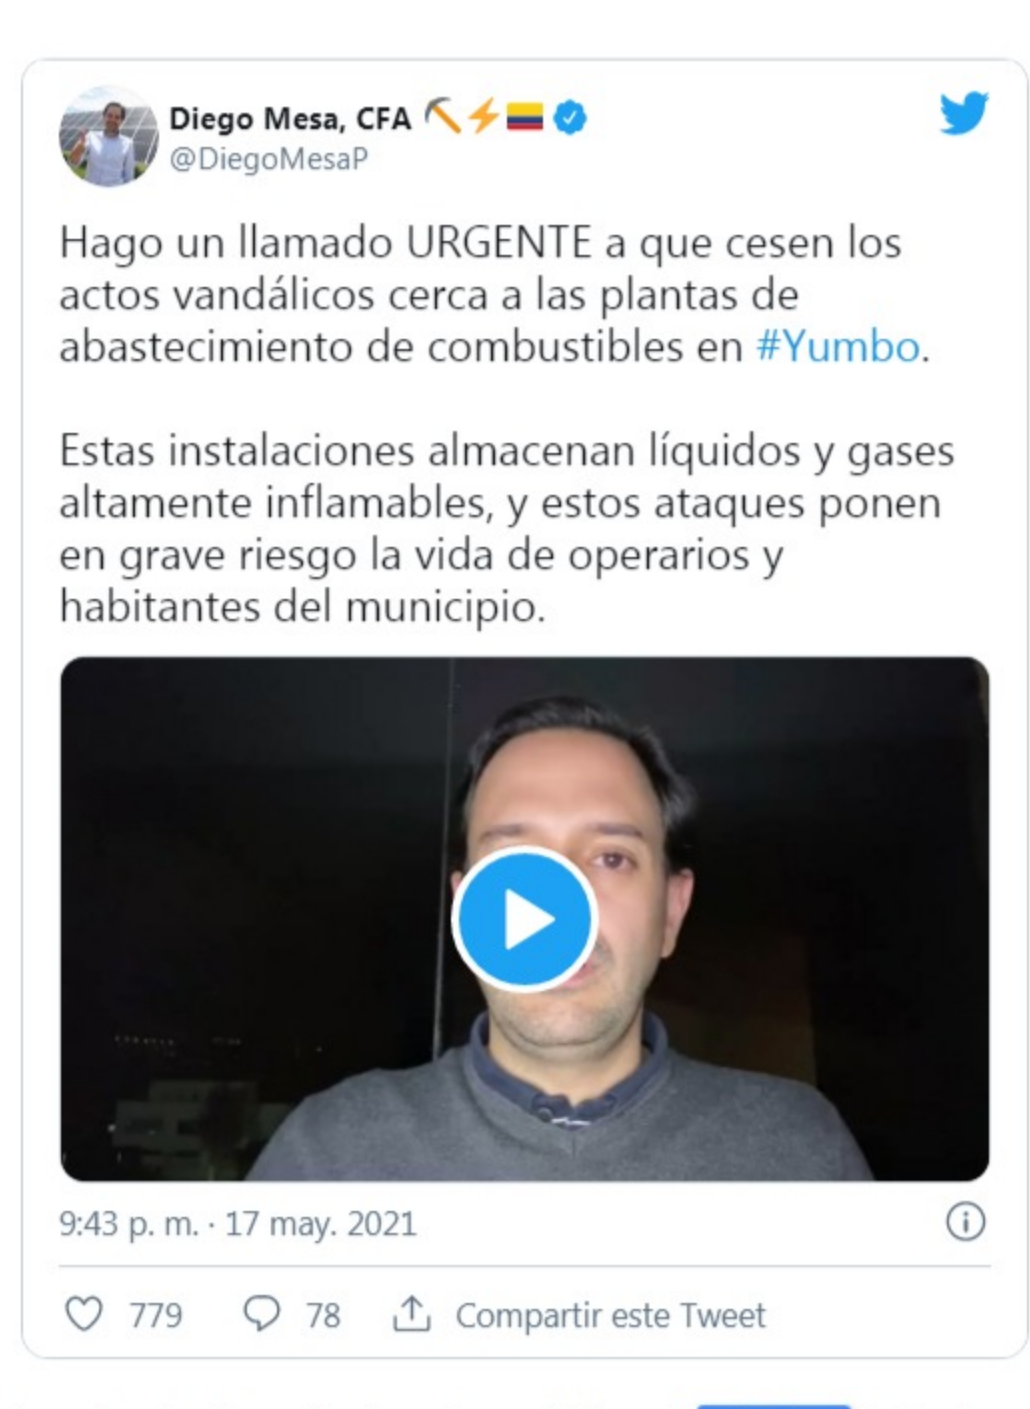 Diego Mesa, CFA
@DiegoMesaP
Hago un llamado URGENTE a que cesen los
actos vandálicos cerca a las plantas de
abastecimiento de combustibles en #Yumbo.
Estas instalaciones almacenan líquidos y gases
altamente inflamables, y estos ataques ponen
en grave riesgo la vida de operarios y
habitantes del municipio.
9:43 p. m. · 17 may. 2021
779 78 Compartir este Tweet